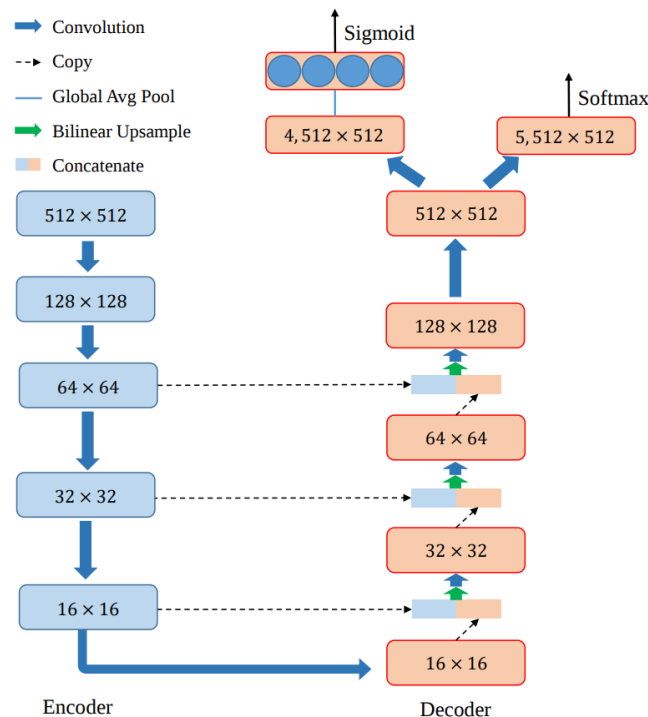 Convolution
Copy
Global Avg Pool
Bilinear Upsample
Concatenate
512 × 512
128 × 128
64 × 64
32 × 32
16 × 16
Encoder
Sigmoid
4, 512 × 512
Softmax
5, 512 × 512
512 × 512
128 × 128
64 × 64
32 × 32
16 × 16
Decoder